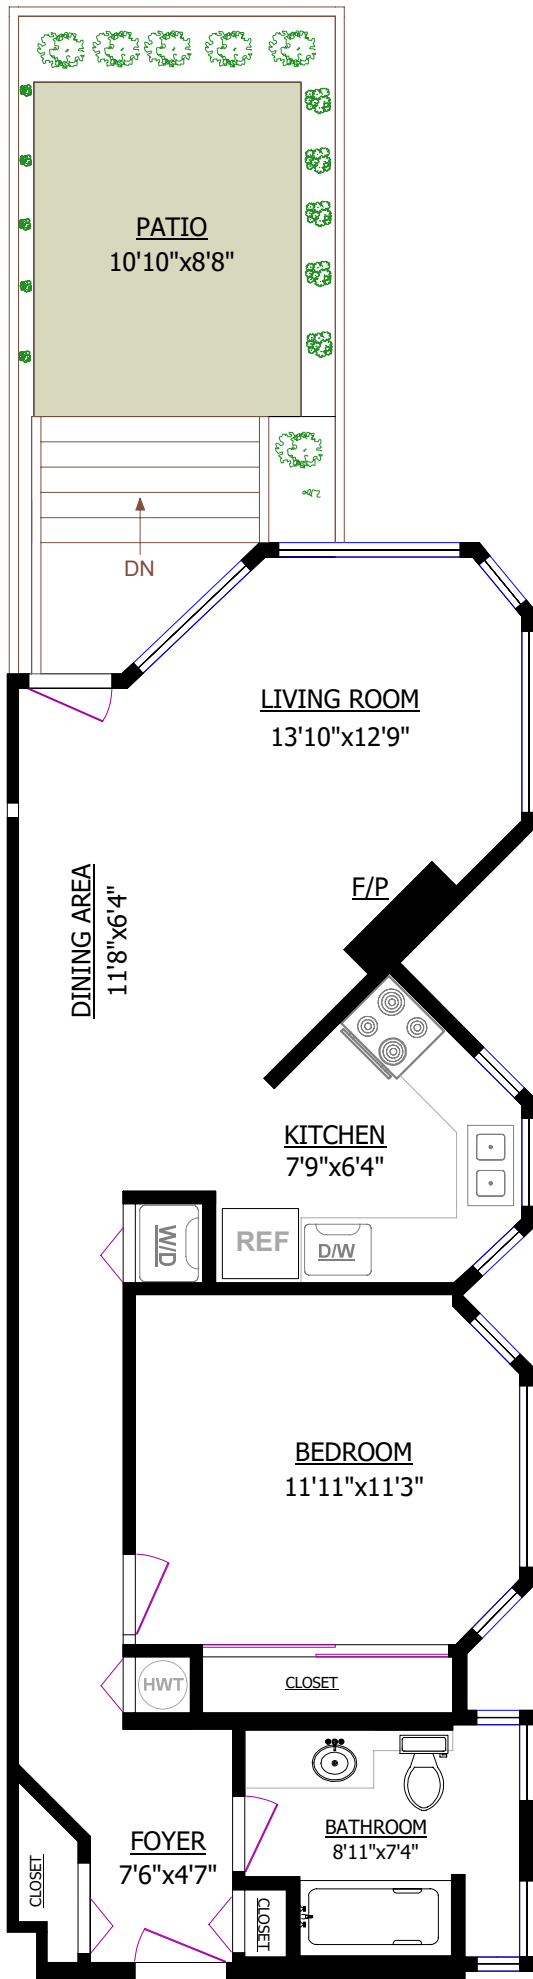 PATIO
10'10"x8'8"
DN
LIVING ROOM
13'10"x12'9"
F/P
DINING AREA
11'8"x6'4"
KITCHEN
7'9"x6'4"
W/D
REF
D/W
BEDROOM
11'11"x11'3"
HWT
CLOSET
BATHROOM
8'11"x7'4"
FOYER
7'6"x4'7"
CLOSET
CLOSET